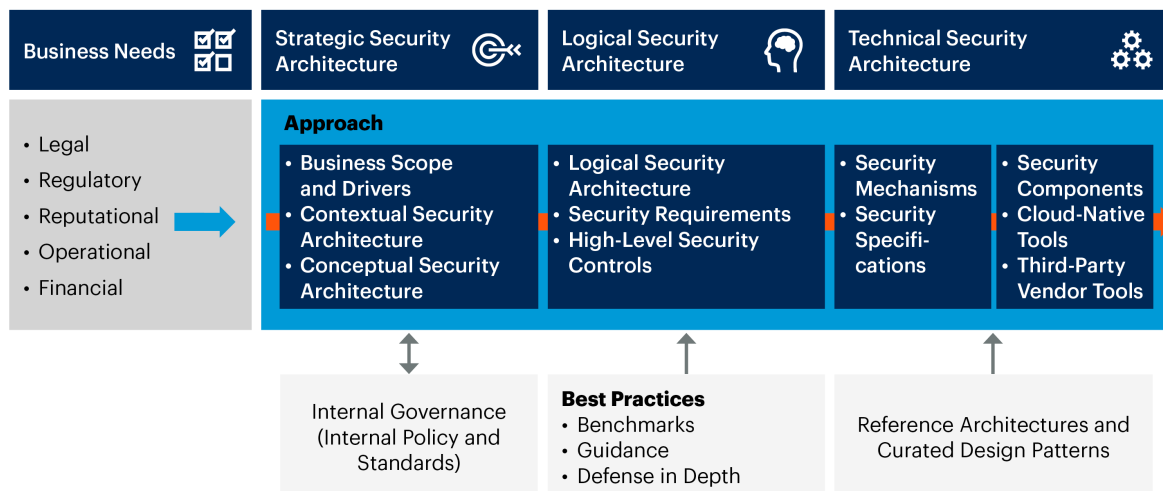 Business Needs
Strategic Security
Architecture
Logical Security
Architecture
Technical Security
Architecture
• Legal
• Regulatory
• Reputational
• Operational
• Financial
Approach
• Business Scope
and Drivers
• Contextual Security
Architecture
• Conceptual Security
Architecture
• Logical Security
Architecture
• Security Requirements
• High-Level Security
Controls
• Security
Mechanisms
• Security
Specifi-
cations
• Security
Components
• Cloud-Native
Tools
• Third-Party
Vendor Tools
Internal Governance
(Internal Policy and
Standards)
Best Practices
• Benchmarks
• Guidance
• Defense in Depth
Reference Architectures and
Curated Design Patterns